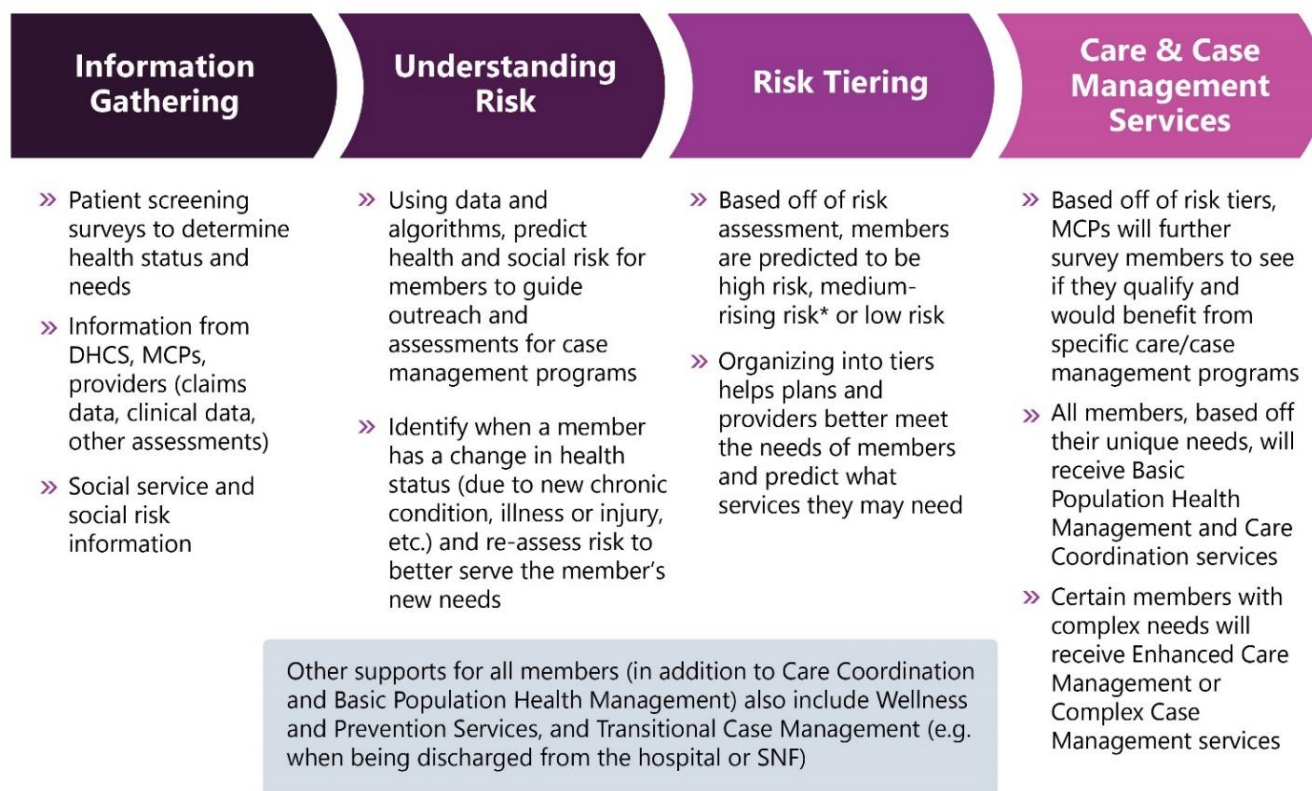 Information
Gathering
Understanding
Risk
Risk Tiering
Care & Case
Management
Services
» Patient screening
surveys to determine
health status and
needs
» Information from
DHCS, MCPs,
providers (claims
data, clinical data,
other assessments)
» Social service and
social risk
information
» Using data and
algorithms, predict
health and social risk for
members to guide
outreach and
assessments for case
management programs
» Identify when a member
has a change in health
status (due to new chronic
condition, illness or injury,
etc.) and re-assess risk to
better serve the member's
new needs
» Based off of risk
assessment, members
are predicted to be
high risk, medium-
rising risk* or low risk
» Organizing into tiers
helps plans and
providers better meet
the needs of members
and predict what
services they may need
» Based off of risk tiers,
MCPs will further
survey members to see
if they qualify and
would benefit from
specific care/case
management programs
» All members, based off
their unique needs, will
receive Basic
Population Health
Management and Care
Coordination services
» Certain members with
complex needs will
receive Enhanced Care
Management or
Complex Case
Management services
Other supports for all members (in addition to Care Coordination
and Basic Population Health Management) also include Wellness
and Prevention Services, and Transitional Case Management (e.g.
when being discharged from the hospital or SNF)